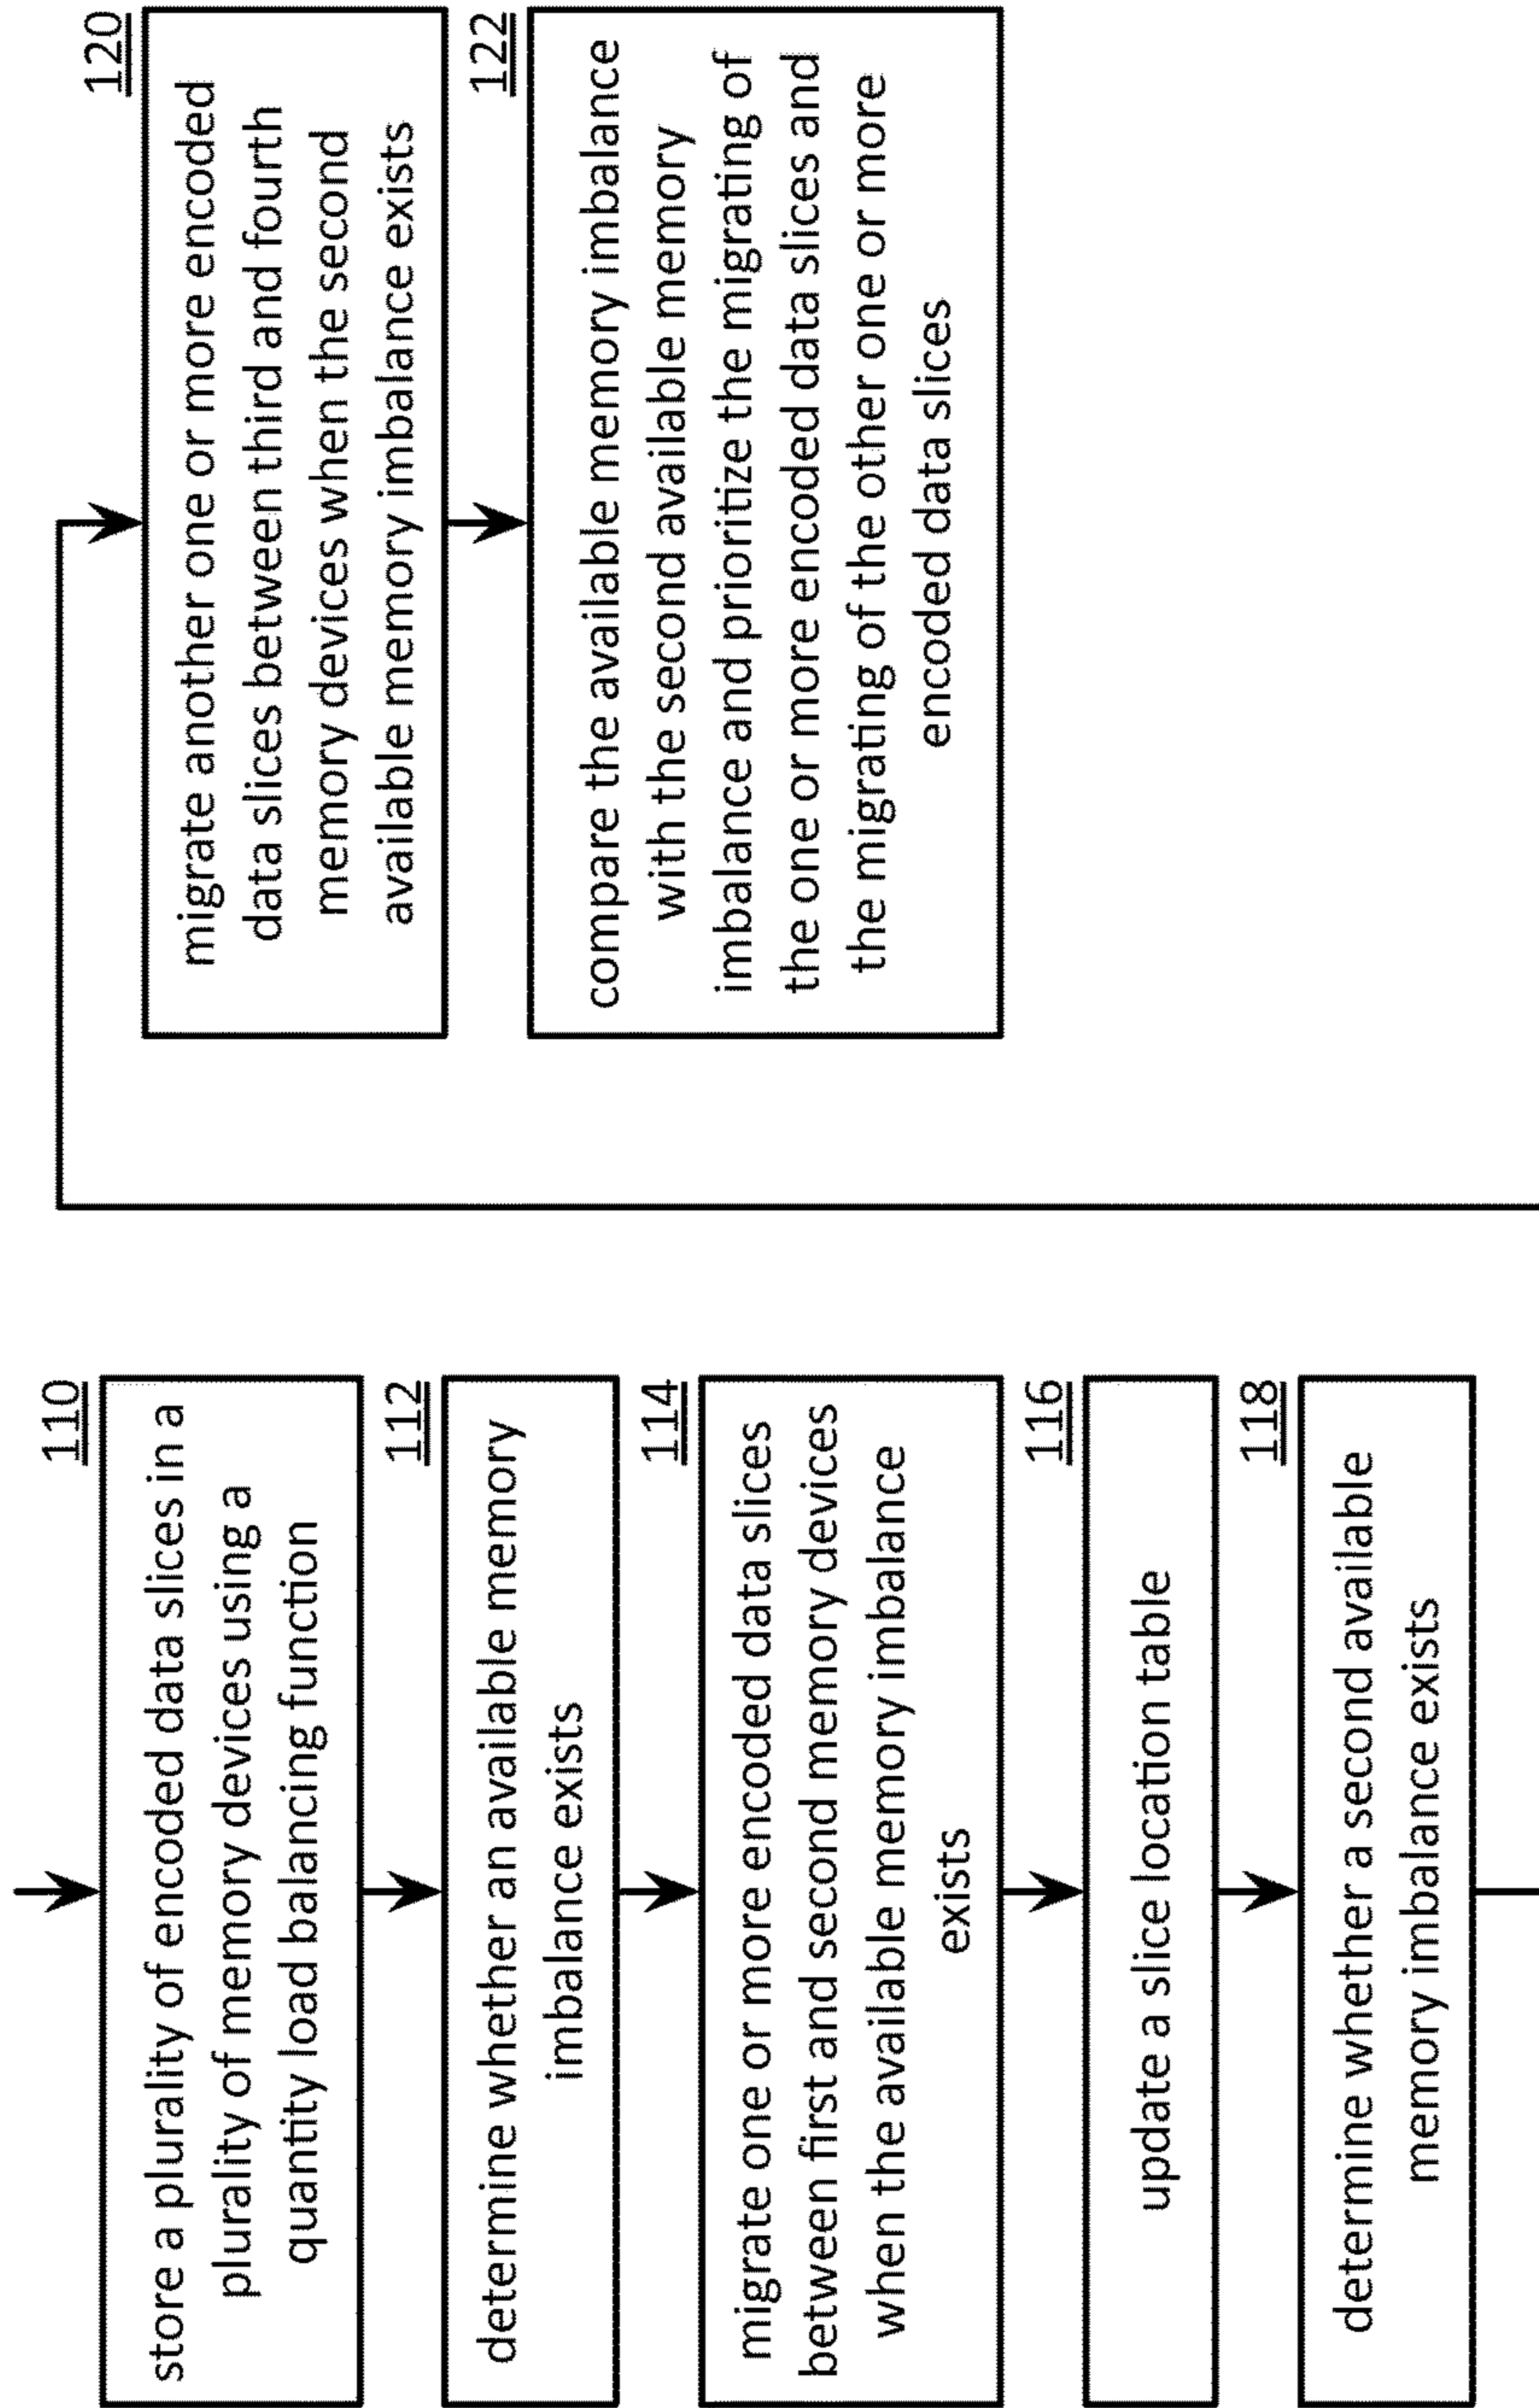 110
store a plurality of encoded data slices in a
plurality of memory devices using a
quantity load balancing function
112
determine whether an available memory
imbalance exists
114
migrate one or more encoded data slices
between first and second memory devices
when the available memory imbalance
exists
116
update a slice location table
118
determine whether a second available
memory imbalance exists
120
migrate another one or more encoded
data slices between third and fourth
memory devices when the second
available memory imbalance exists
122
compare the available memory imbalance
with the second available memory
imbalance and prioritize the migrating of
the one or more encoded data slices and
the migrating of the other one or more
encoded data slices